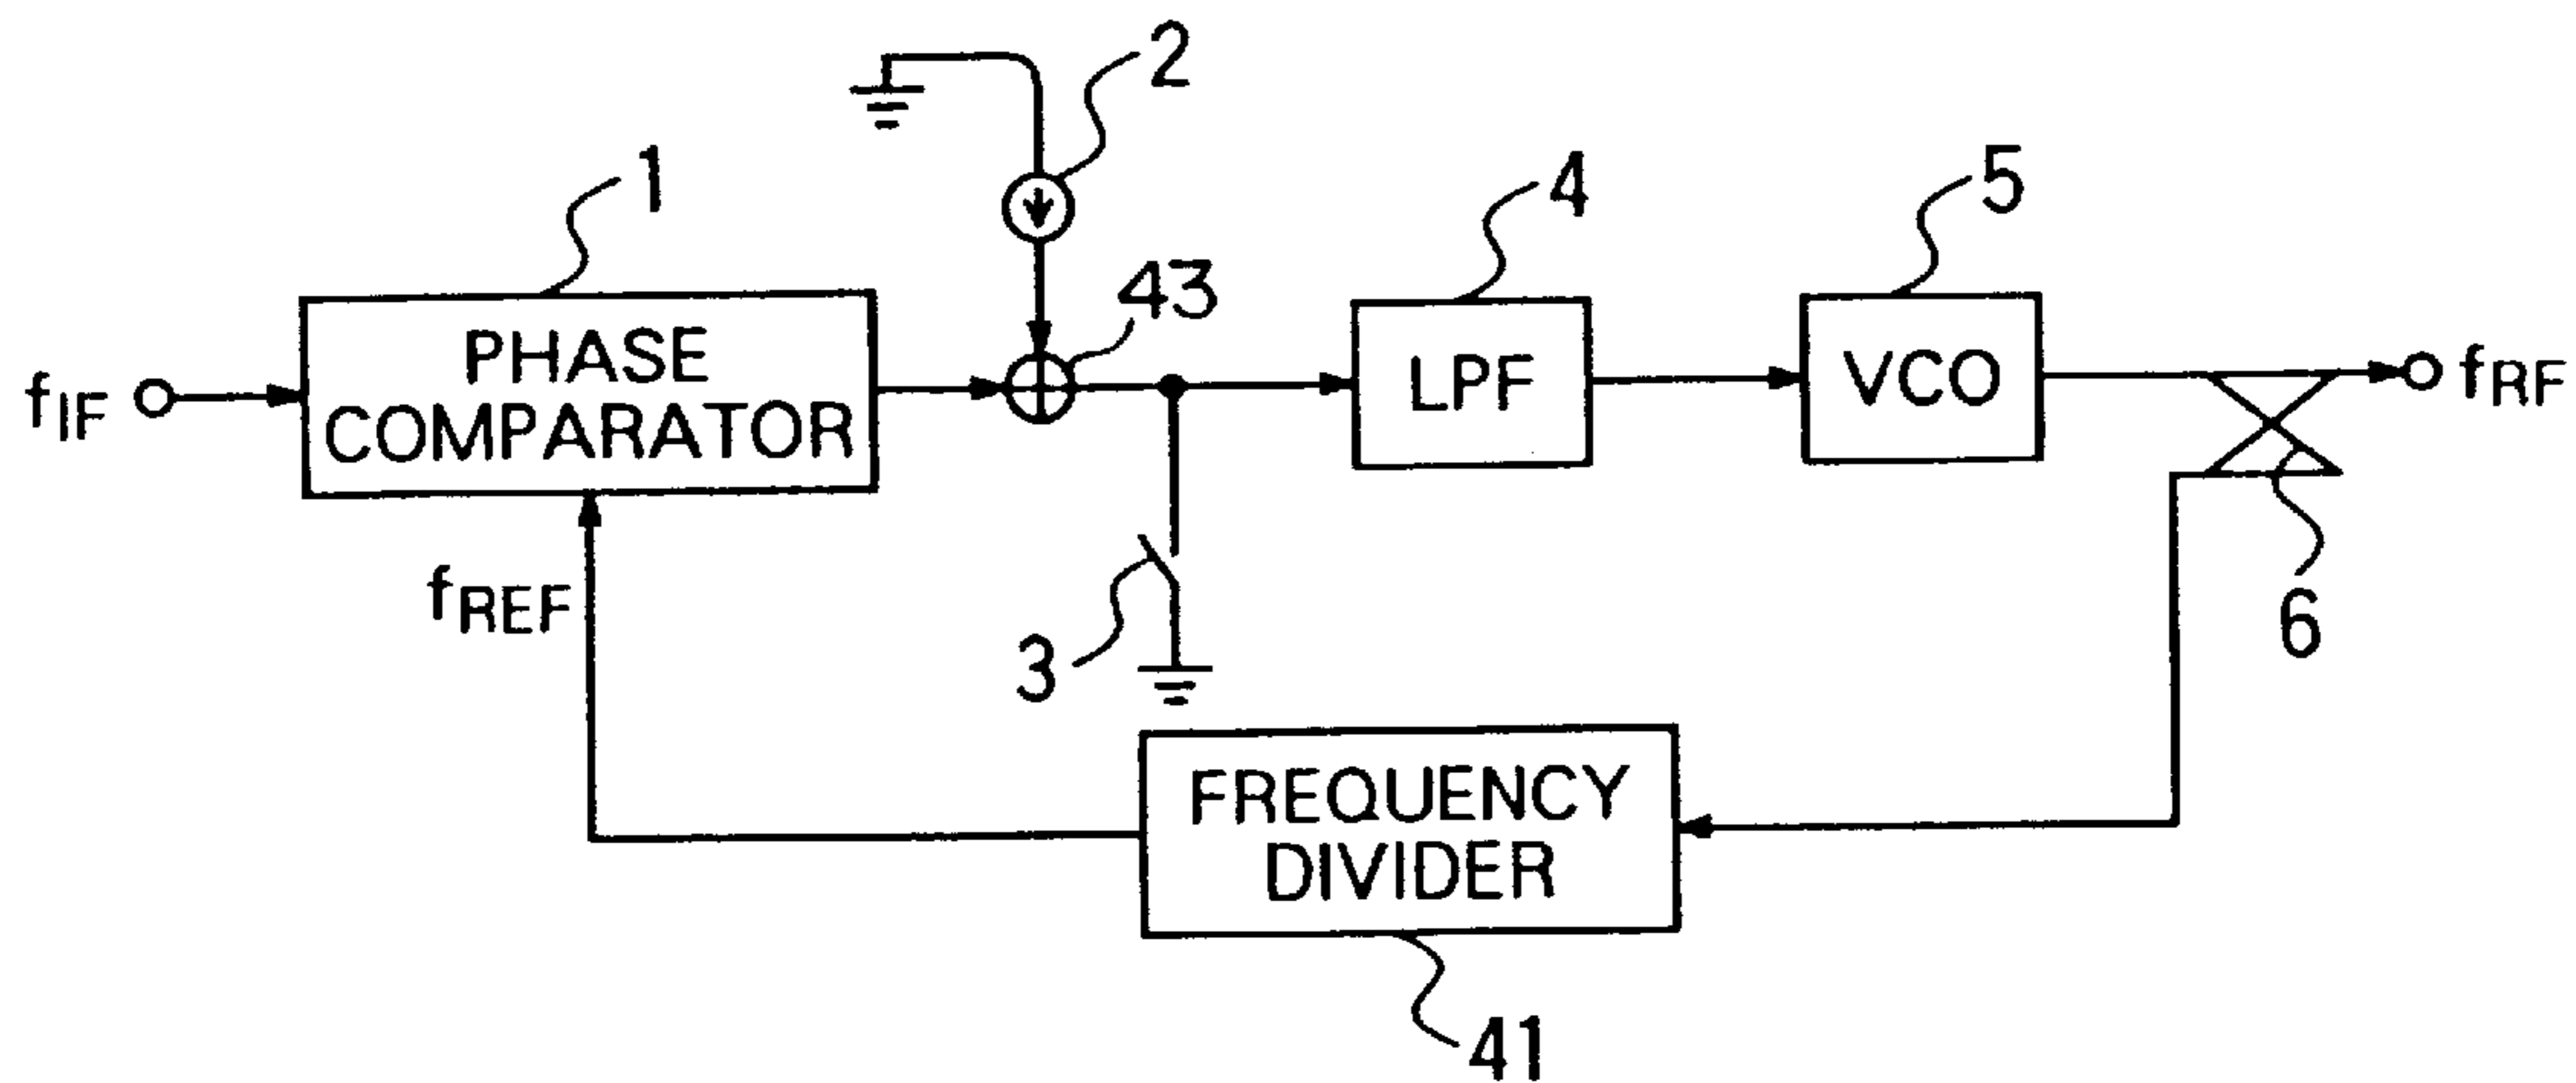 2
1
4
5
43
PHASE
COMPARATOR
LPF
VCO
fIF
fRF
fREF
3
6
FREQUENCY
DIVIDER
41